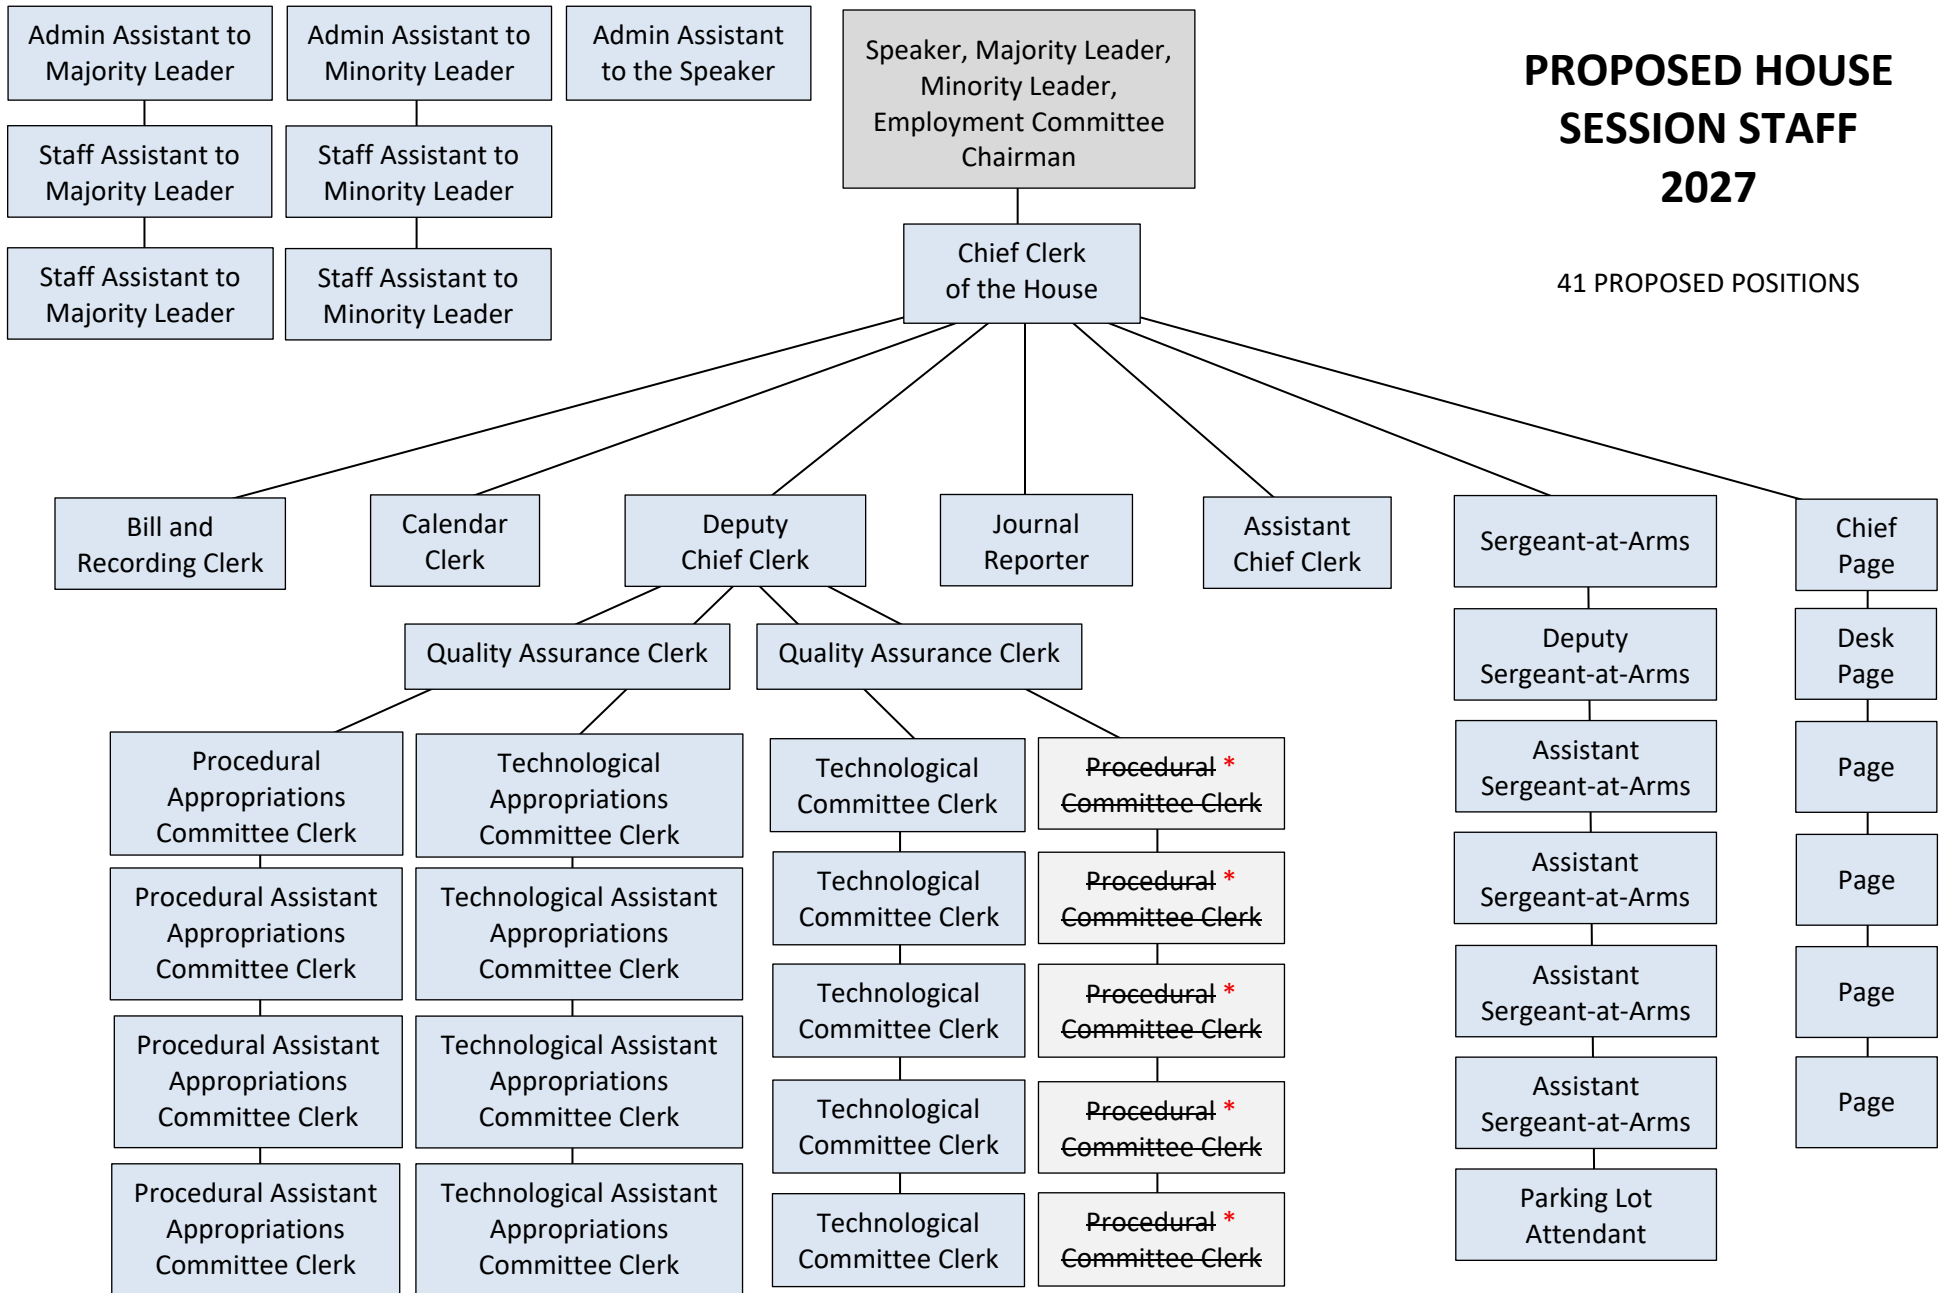 Admin Assistant to
Majority Leader
Admin Assistant to
Minority Leader
Admin Assistant
to the Speaker
Staff Assistant to
Majority Leader
Staff Assistant to
Minority Leader
Staff Assistant to
Majority Leader
Staff Assistant to
Minority Leader
Speaker, Majority Leader,
Minority Leader,
Employment Committee
Chairman
PROPOSED HOUSE
SESSION STAFF
2027
41 PROPOSED POSITIONS
Chief Clerk
of the House
Bill and
Recording Clerk
Calendar
Clerk
Deputy
Chief Clerk
Journal
Reporter
Assistant
Chief Clerk
Sergeant-at-Arms
Chief
Page
Quality Assurance Clerk
Quality Assurance Clerk
Procedural
Appropriations
Committee Clerk
Procedural Assistant
Appropriations
Committee Clerk
Procedural Assistant
Appropriations
Committee Clerk
Procedural Assistant
Appropriations
Committee Clerk
Technological
Appropriations
Committee Clerk
Technological Assistant
Appropriations
Committee Clerk
Technological Assistant
Appropriations
Committee Clerk
Technological Assistant
Appropriations
Committee Clerk
Technological
Committee Clerk
Technological
Committee Clerk
Technological
Committee Clerk
Technological
Committee Clerk
Technological
Committee Clerk
Procedural *
Committee Clerk
Procedural *
Committee Clerk
Procedural *
Committee Clerk
Procedural *
Committee Clerk
Procedural *
Committee Clerk
Deputy
Sergeant-at-Arms
Assistant
Sergeant-at-Arms
Assistant
Sergeant-at-Arms
Assistant
Sergeant-at-Arms
Assistant
Sergeant-at-Arms
Parking Lot
Attendant
Desk
Page
Page
Page
Page
Page